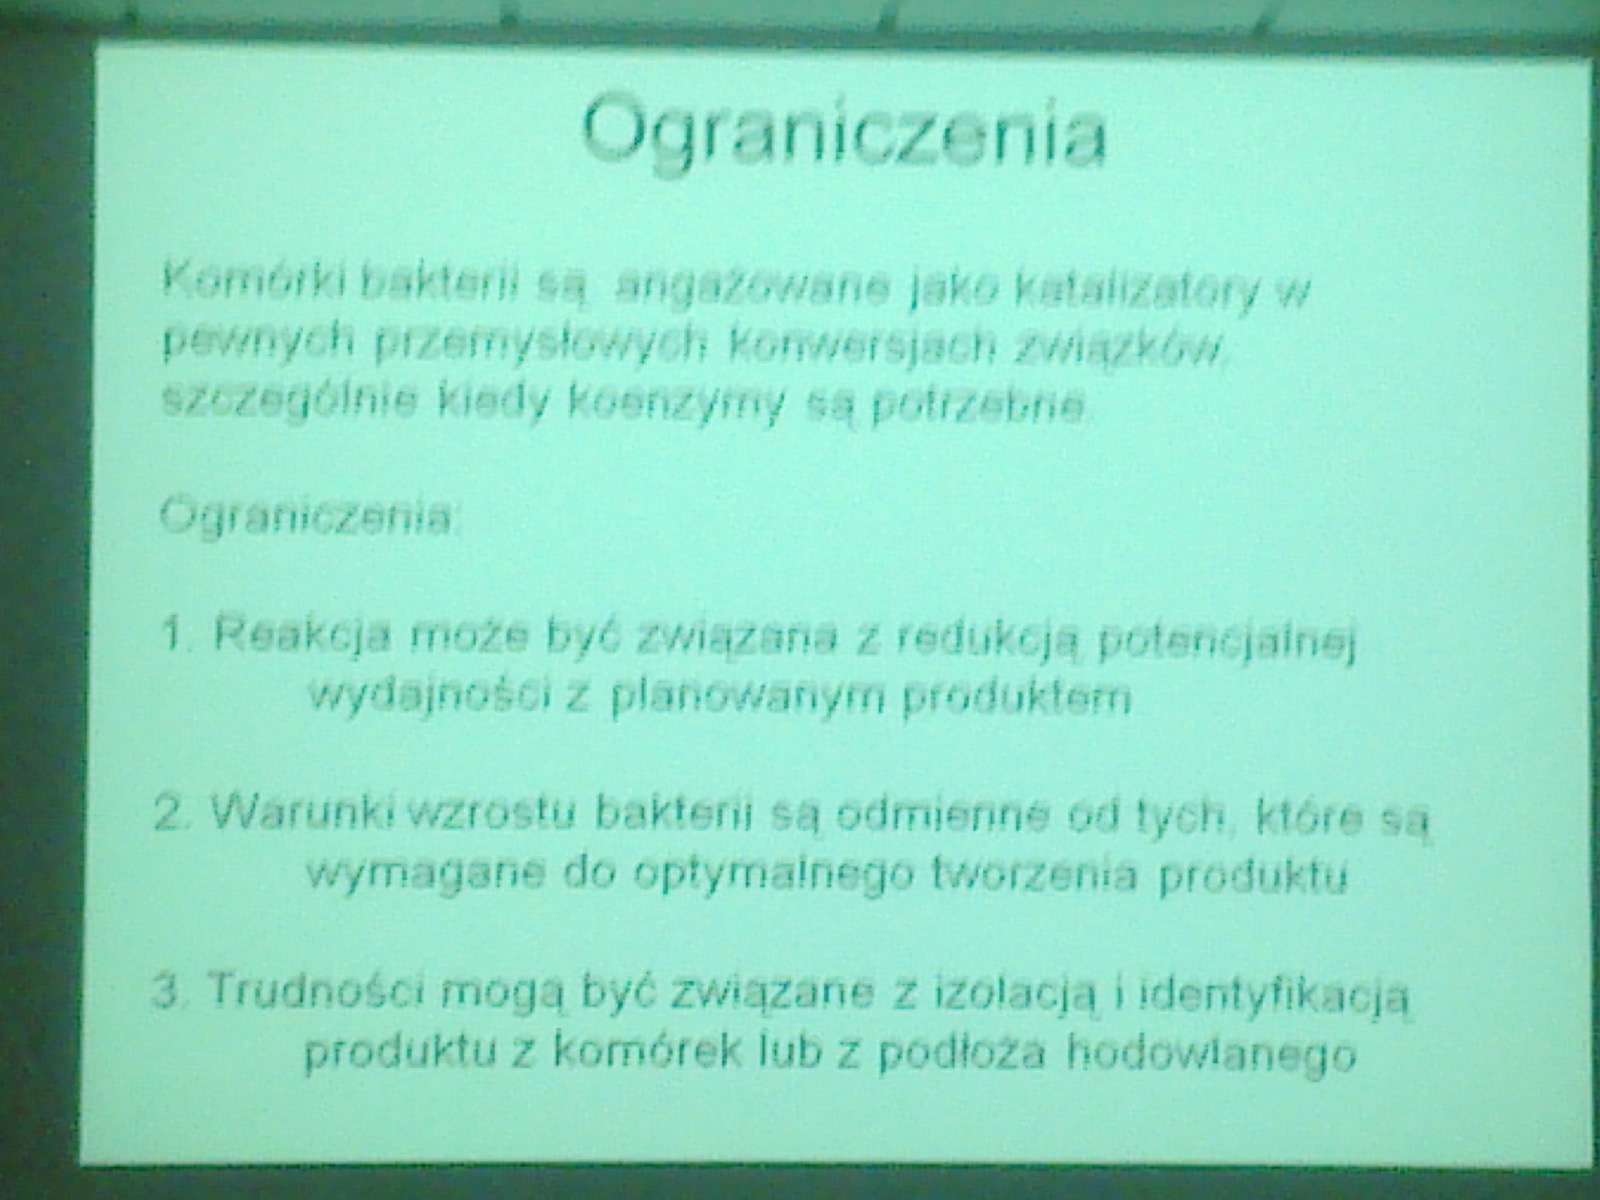 Ograniczenia
Komórki bakterii są angażowane jako katalizatory w
pewnych przemysłowych konwersjach związków,
szczególnie kiedy koenzymy są potrzebne.
Ograniczenia:
1. Reakcja może być związana z redukcją potencjalnej
wydajności z planowanym produktem
2. Warunki wzrostu bakterii są odmienne od tych, które są
wymagane do optymalnego tworzenia produktu
3. Trudności mogą być związane z izolacją i identyfikacją
produktu z komórek lub z podłoża hodowlanego